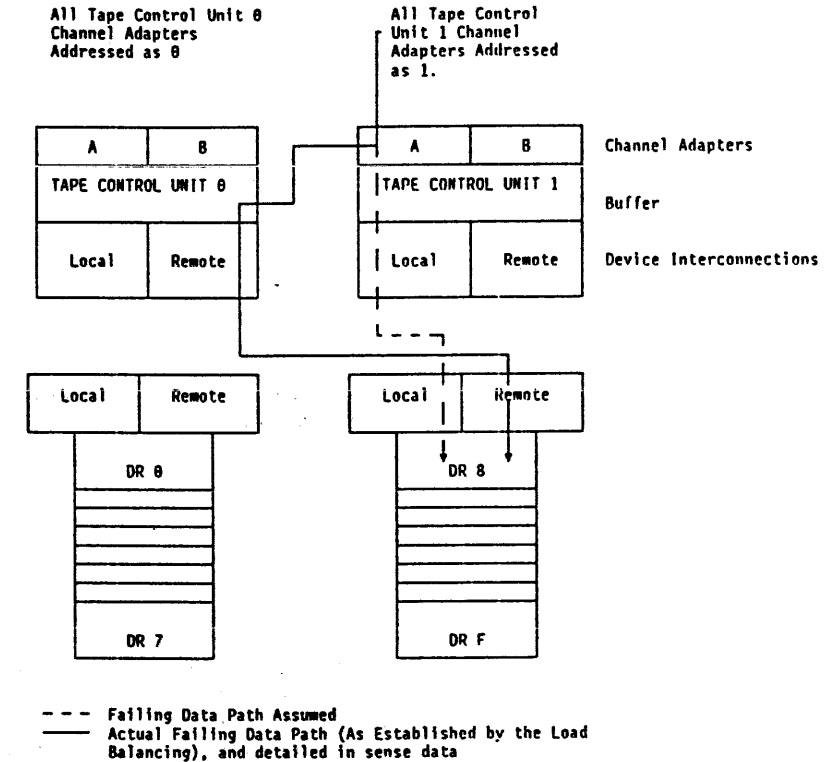 All Tape Control Unit 0
Channel Adapters
Addressed as 0
All Tape Control
Unit 1 Channel
Adapters Addressed
as 1.
A
B
A
B
Channel Adapters
TAPE CONTROL UNIT 0
TAPE CONTROL UNIT 1
Buffer
Local
Remote
Local
Remote
Device Interconnections
Local
Remote
Local
Remote
DR 0
DR 8
DR 7
DR F
Failing Data Path Assumed
Actual Failing Data Path (As Established by the Load
Balancing), and detailed in sense data